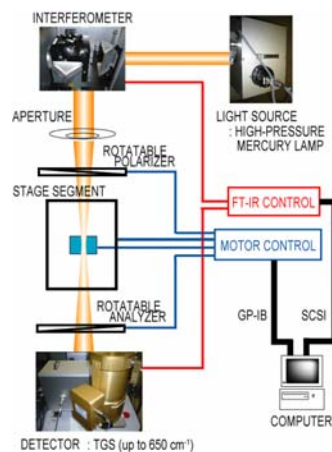 INTERFEROMETER
APERTURE
LIGHT SOURCE
: HIGH-PRESSURE
MERCURY LAMP
ROTATABLE
POLARIZER
STAGE SEGMENT
FT-IR CONTROL
MOTOR CONTROL
ROTATABLE
ANALYZER
GP-IB
SCSI
COMPUTER
DETECTOR : TGS (up to 650 cm⁻¹)